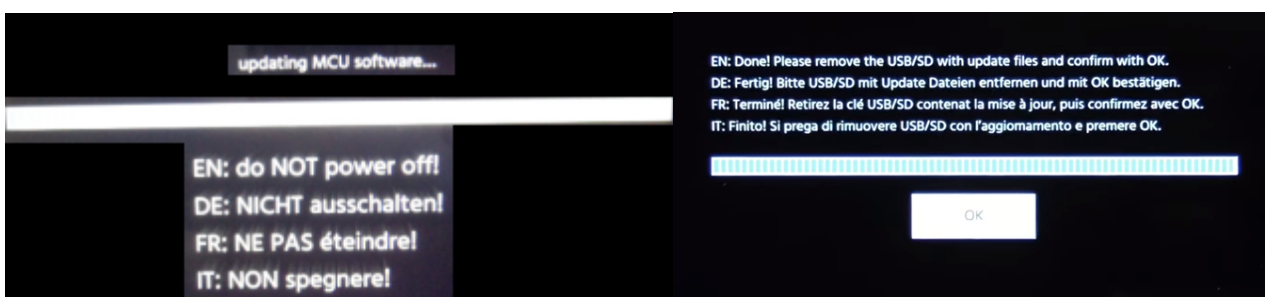 updating MCU software...
EN: do NOT power off!
DE: NICHT ausschalten!
FR: NE PAS éteindre!
IT: NON spegnere!
EN: Done! Please remove the USB/SD with update files and confirm with OK.
DE: Fertig! Bitte USB/SD mit Update Dateien entfernen und mit OK bestätigen.
FR: Terminé! Retirez la clé USB/SD contenat la mise à jour, puis confirmez avec OK.
IT: Finito! Si prega di rimuovere USB/SD con l'aggiornamento e premere OK.
OK